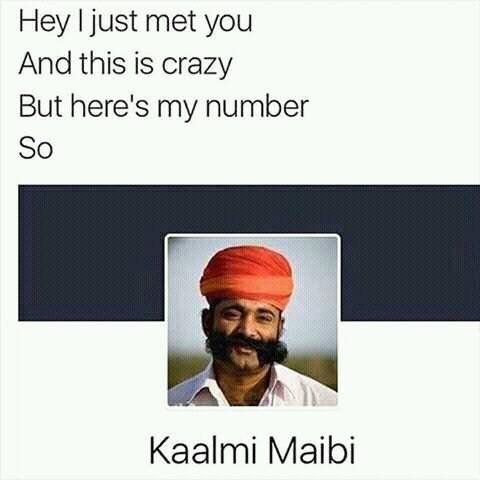 Hey I just met you
And this is crazy
But here's my number
So
Kaalmi Maibi